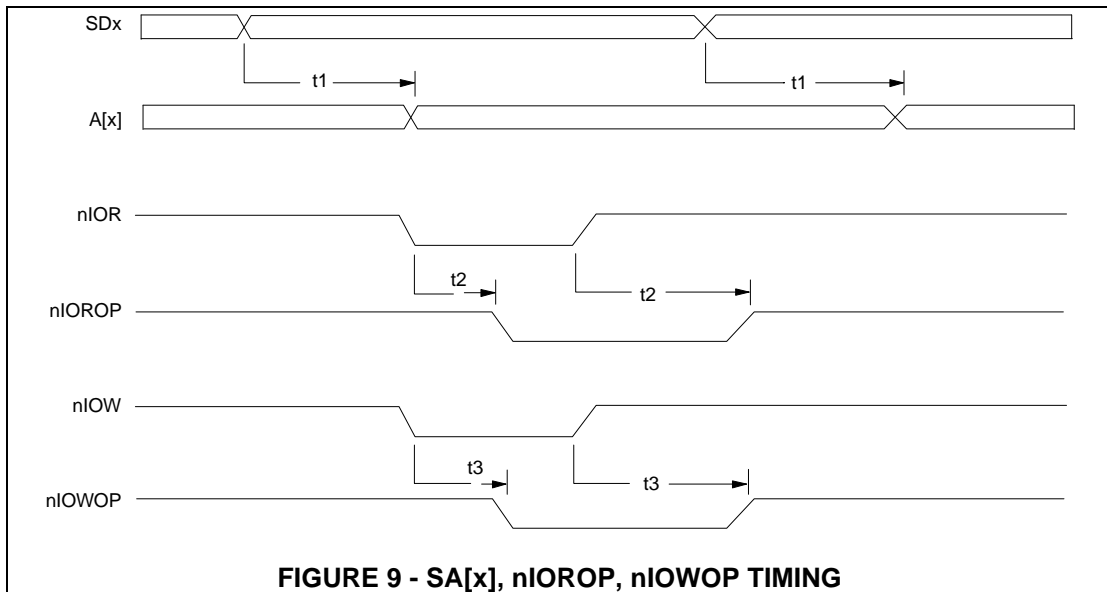 SDx
t1
t1
A[x]
nIOR
t2
t2
nIOROP
nIOW
t3
t3
nIOWOP
FIGURE 9 - SA[x], nIOROP, nIOWOP TIMING